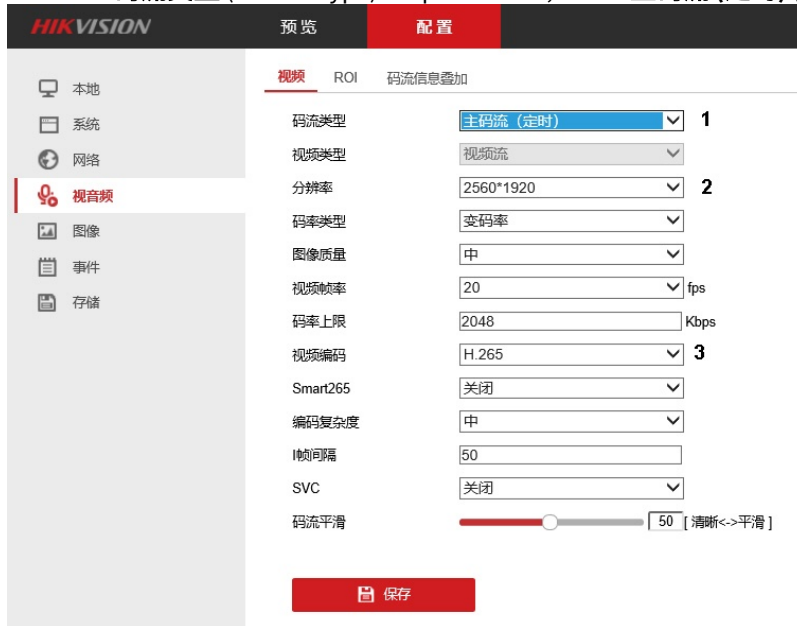 HIKVISION 预览 配置
视频 ROI 码流信息叠加
本地
系统
网络
视音频
图像
事件
存储
码流类型 主码流（定时） 1
视频类型 视频流
分辨率 2560*1920 2
码率类型 变码率
图像质量 中
视频帧率 20 fps
码率上限 2048 Kbps
视频编码 H.265 3
Smart265 关闭
编码复杂度 中
I帧间隔 50
SVC 关闭
码流平滑 50 [ 清晰<->平滑 ]
保存